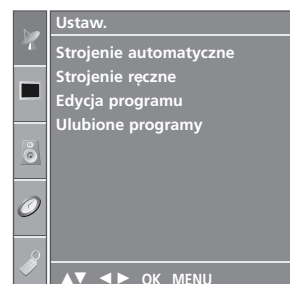 Ustaw.
Strojenie automatyczne
Strojenie ręczne
Edycja programu
Ulubione programy
▲▼ ◄► OK MENU